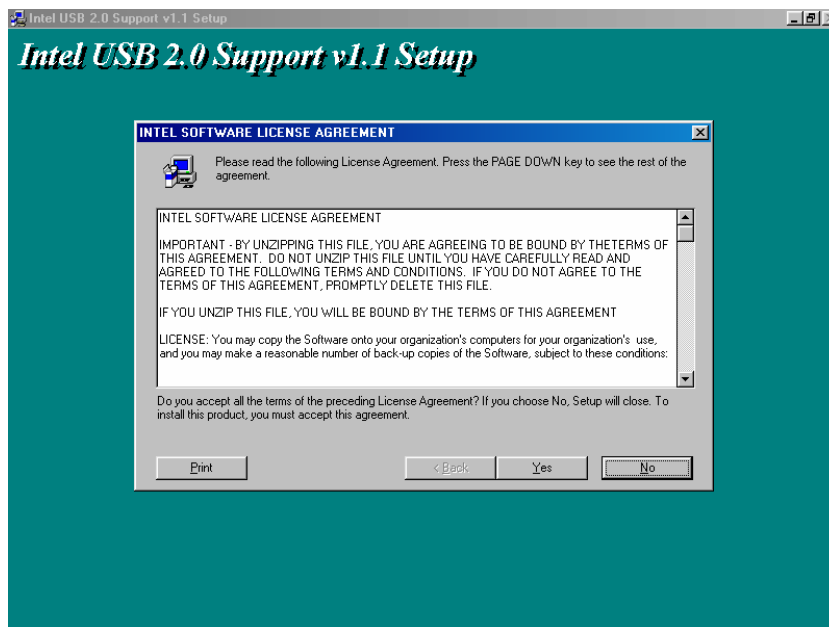 Intel USB 2.0 Support v1.1 Setup
Intel USB 2.0 Support v1.1 Setup
INTEL SOFTWARE LICENSE AGREEMENT
Please read the following License Agreement. Press the PAGE DOWN key to see the rest of the
agreement.
INTEL SOFTWARE LICENSE AGREEMENT
IMPORTANT - BY UNZIPPING THIS FILE, YOU ARE AGREEING TO BE BOUND BY THETERMS OF
THIS AGREEMENT. DO NOT UNZIP THIS FILE UNTIL YOU HAVE CAREFULLY READ AND
AGREED TO THE FOLLOWING TERMS AND CONDITIONS. IF YOU DO NOT AGREE TO THE
TERMS OF THIS AGREEMENT, PROMPTLY DELETE THIS FILE.
IF YOU UNZIP THIS FILE, YOU WILL BE BOUND BY THE TERMS OF THIS AGREEMENT
LICENSE: You may copy the Software onto your organization's computers for your organization's use,
and you may make a reasonable number of back-up copies of the Software, subject to these conditions:
Do you accept all the terms of the preceding License Agreement? If you choose No, Setup will close. To
install this product, you must accept this agreement.
Print
< Back
Yes
No